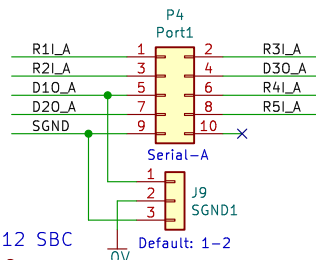 P4
Port1
R1I_A 1 2 R3I_A
R2I_A 3 4 D3O_A
D1O_A 5 6 R4I_A
D2O_A 7 8 R5I_A
SGND 9 10
Serial-A
1
2
3
J9
SGND1
12 SBC
Default: 1-2
0V